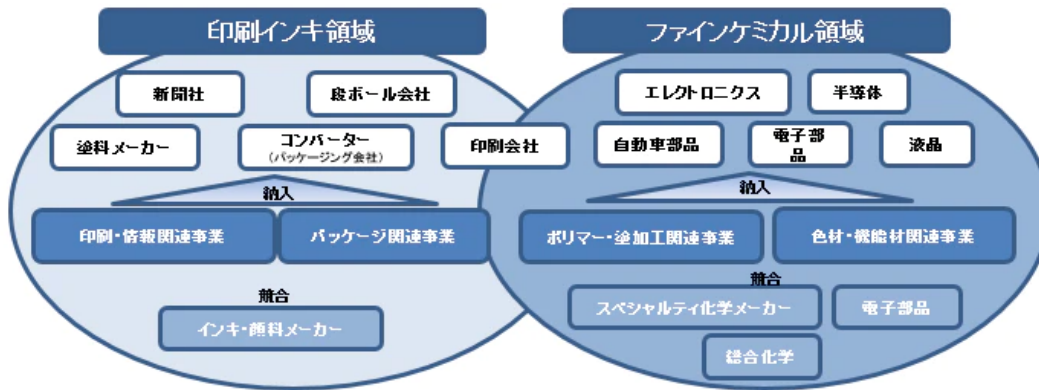 印刷インキ領域
ファインケミカル領域
新聞社
段ボール会社
エレクトロニクス
半導体
塗料メーカー
コンバーター
(パッケージング会社)
印刷会社
自動車部品
電子部
品
液晶
納入
納入
印刷・情報関連事業
パッケージ関連事業
ポリマー・塗加工関連事業
色材・機能材関連事業
競合
競合
インキ・顔料メーカー
スペシャルティ化学メーカー
電子部品
総合化学